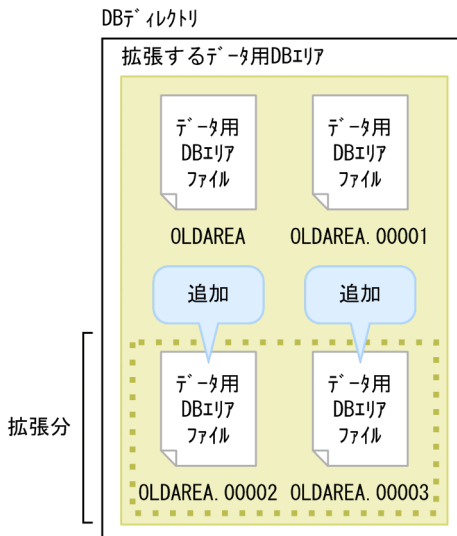 DBﾃﾞｨﾚｸﾄﾘ
拡張するﾃﾞｰﾀ用DBｴﾘｱ
ﾃﾞｰﾀ用
DBｴﾘｱ
ﾌｧｲﾙ
ﾃﾞｰﾀ用
DBｴﾘｱ
ﾌｧｲﾙ
OLDAREA
OLDAREA.00001
追加
追加
拡張分
ﾃﾞｰﾀ用
DBｴﾘｱ
ﾌｧｲﾙ
ﾃﾞｰﾀ用
DBｴﾘｱ
ﾌｧｲﾙ
OLDAREA.00002
OLDAREA.00003